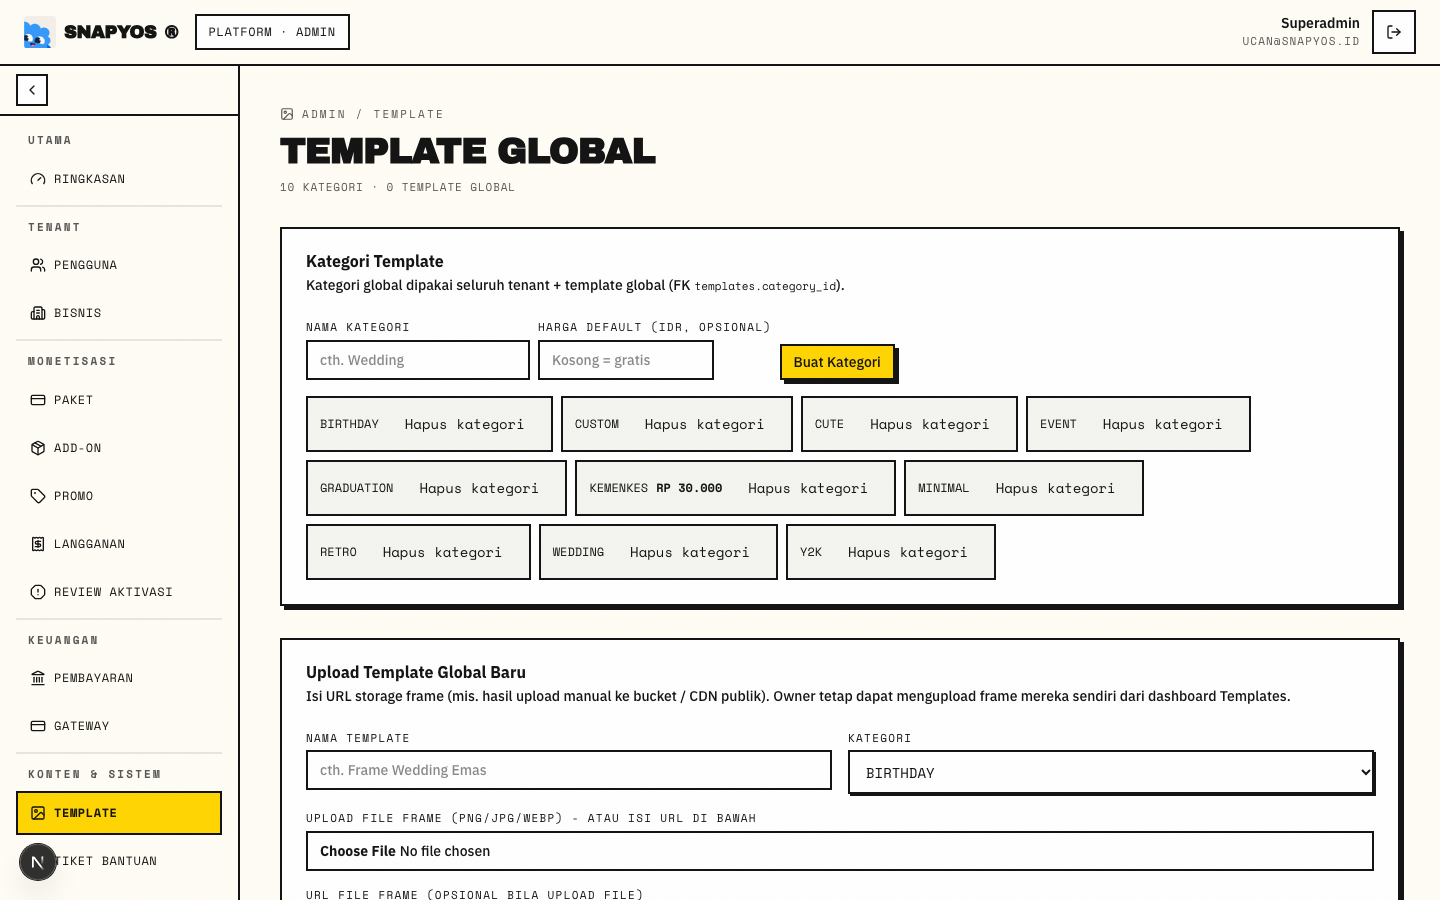 SNAPYOS ®
PLATFORM · ADMIN
Superadmin
UCAN@SNAPYOS.ID
UTAMA
RINGKASAN
TENANT
PENGGUNA
BISNIS
MONETISASI
PAKET
ADD-ON
PROMO
LANGGANAN
REVIEW AKTIVASI
KEUANGAN
PEMBAYARAN
GATEWAY
KONTEN & SISTEM
TEMPLATE
N
TIKET BANTUAN
ADMIN / TEMPLATE
TEMPLATE GLOBAL
10 KATEGORI · 0 TEMPLATE GLOBAL
Kategori Template
Kategori global dipakai seluruh tenant + template global (FK templates.category_id).
NAMA KATEGORI
HARGA DEFAULT (IDR, OPSIONAL)
cth. Wedding
Kosong = gratis
Buat Kategori
BIRTHDAY Hapus kategori
CUSTOM Hapus kategori
CUTE Hapus kategori
EVENT Hapus kategori
GRADUATION Hapus kategori
KEMENKES RP 30.000 Hapus kategori
MINIMAL Hapus kategori
RETRO Hapus kategori
WEDDING Hapus kategori
Y2K Hapus kategori
Upload Template Global Baru
Isi URL storage frame (mis. hasil upload manual ke bucket / CDN publik). Owner tetap dapat mengupload frame mereka sendiri dari dashboard Templates.
NAMA TEMPLATE
KATEGORI
cth. Frame Wedding Emas
BIRTHDAY
UPLOAD FILE FRAME (PNG/JPG/WEBP) - ATAU ISI URL DI BAWAH
Choose File No file chosen
URL FILE FRAME (OPSIONAL BILA UPLOAD FILE)